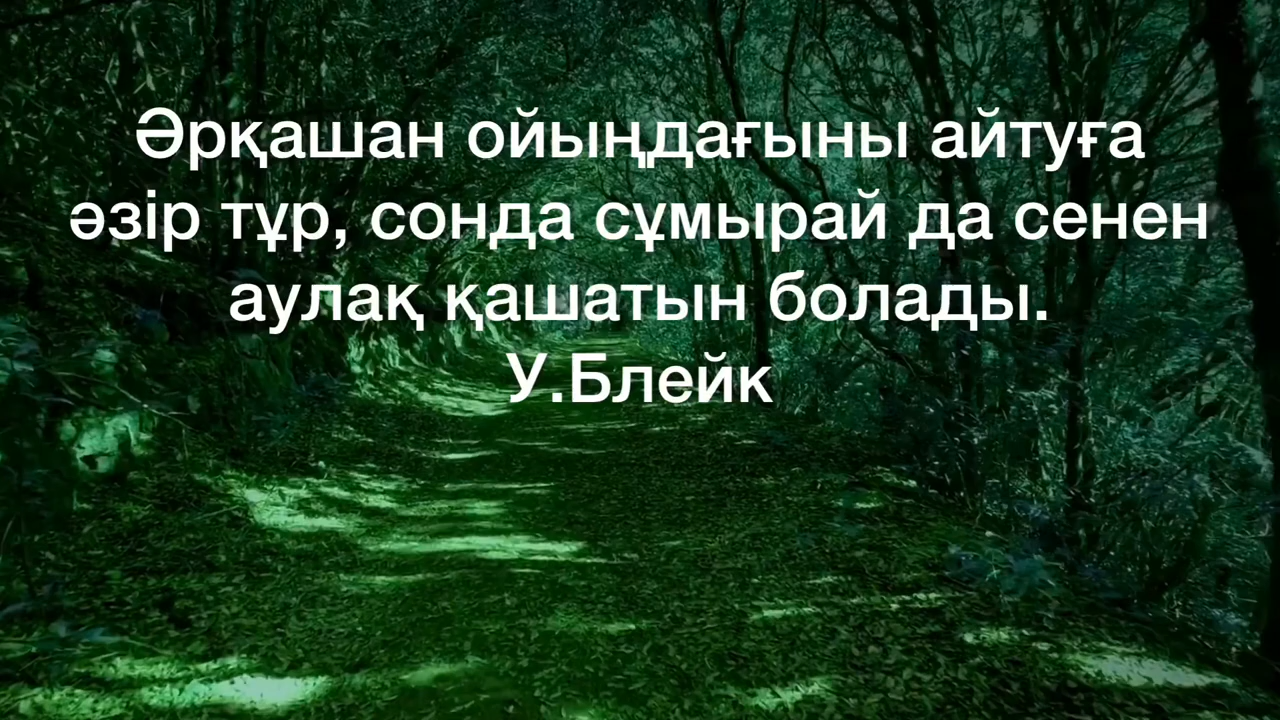 Әрқашан ойыңдағыны айтуға
әзір тұр, сонда сұмырай да сенен
аулақ қашатын болады.
У.Блейк